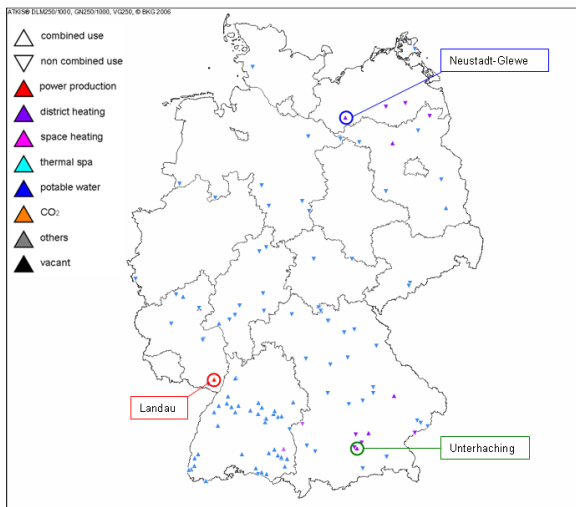 ATKIS® DLM250/1000, GN250/1000, VG250, © BKG 2006
combined use
non combined use
power production
district heating
space heating
thermal spa
potable water
CO₂
others
vacant
Neustadt-Glewe
Landau
Unterhaching